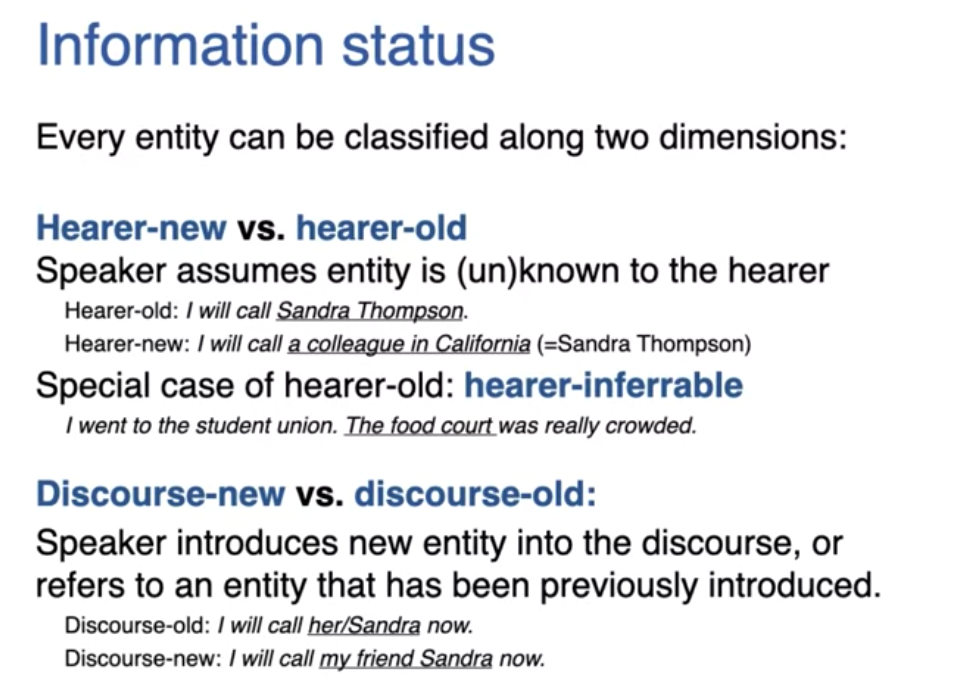 Information status
Every entity can be classified along two dimensions:
Hearer-new vs. hearer-old
Speaker assumes entity is (un)known to the hearer
Hearer-old: I will call Sandra Thompson.
Hearer-new: I will call a colleague in California (=Sandra Thompson)
Special case of hearer-old: hearer-inferrable
I went to the student union. The food court was really crowded.
Discourse-new vs. discourse-old:
Speaker introduces new entity into the discourse, or
refers to an entity that has been previously introduced.
Discourse-old: I will call her/Sandra now.
Discourse-new: I will call my friend Sandra now.